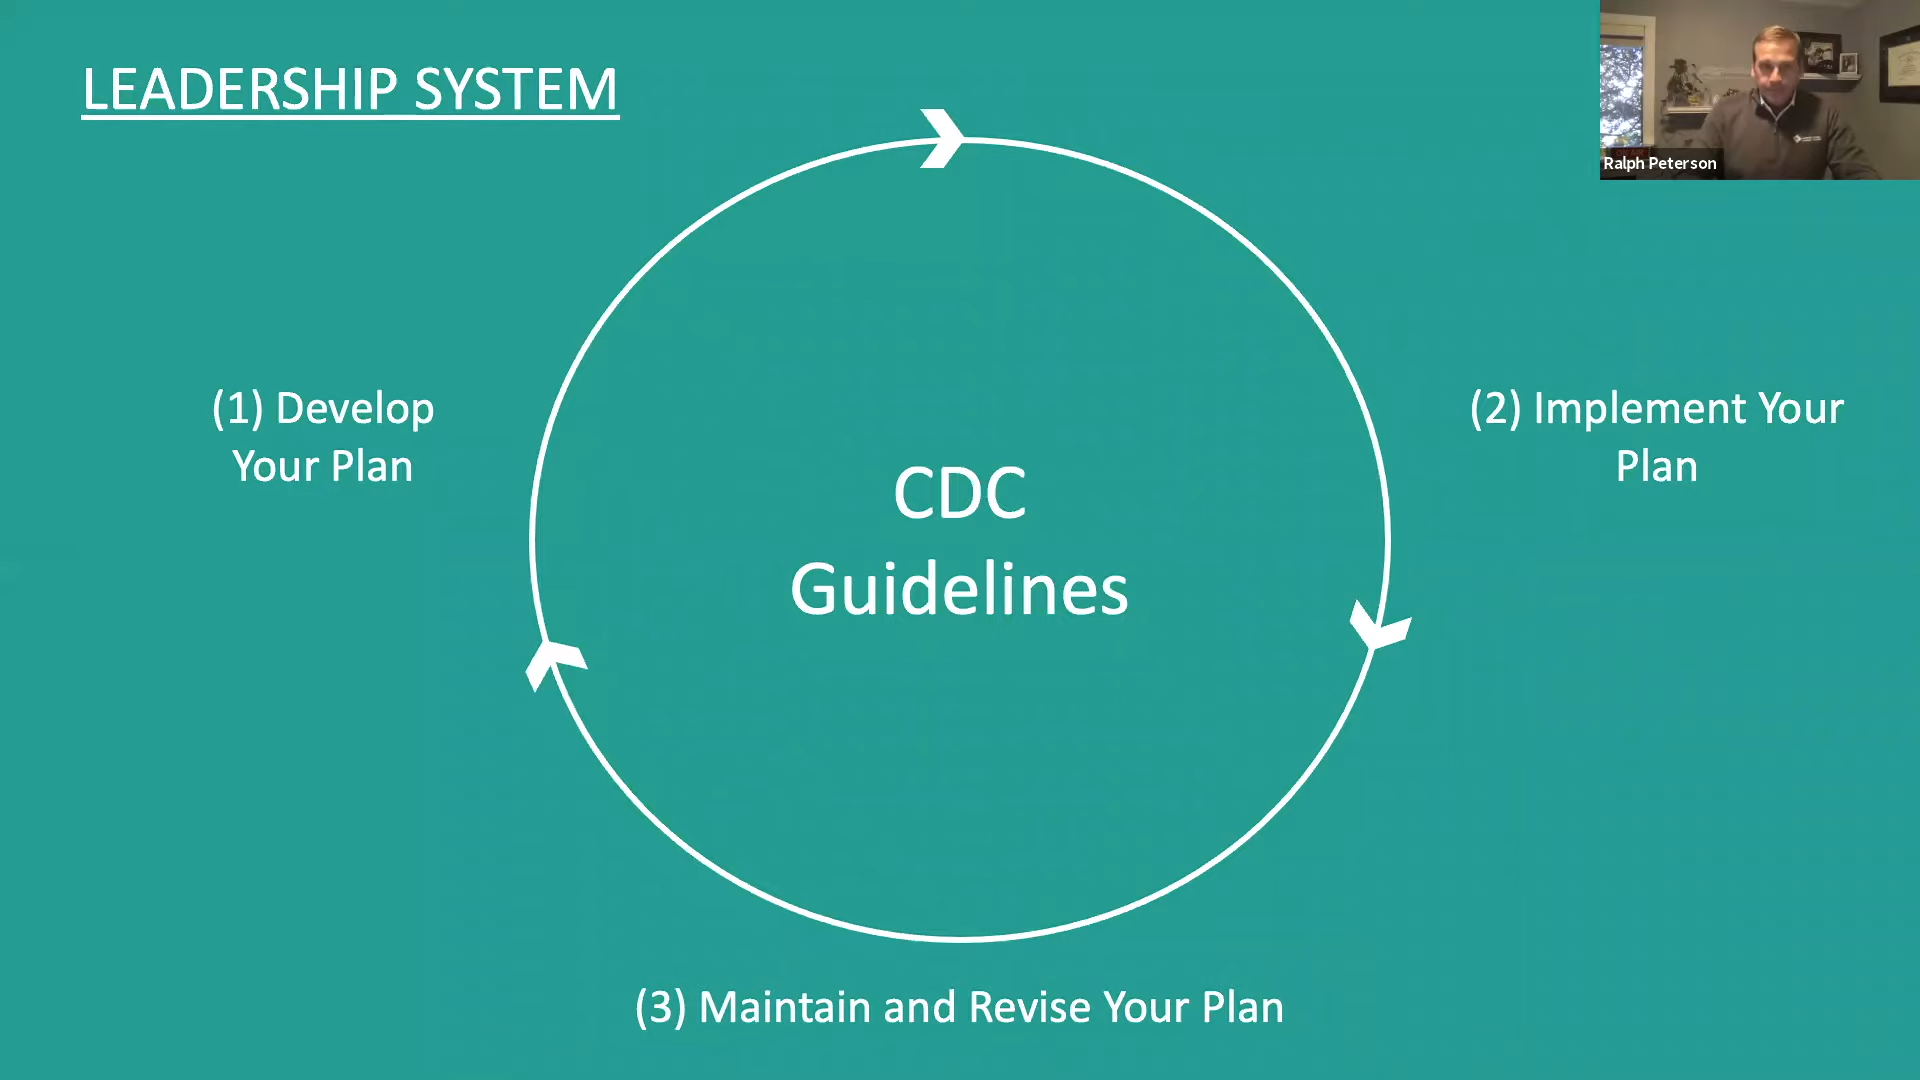 LEADERSHIP SYSTEM
Ralph Peterson
(1) Develop
Your Plan
(2) Implement Your
Plan
CDC
Guidelines
(3) Maintain and Revise Your Plan